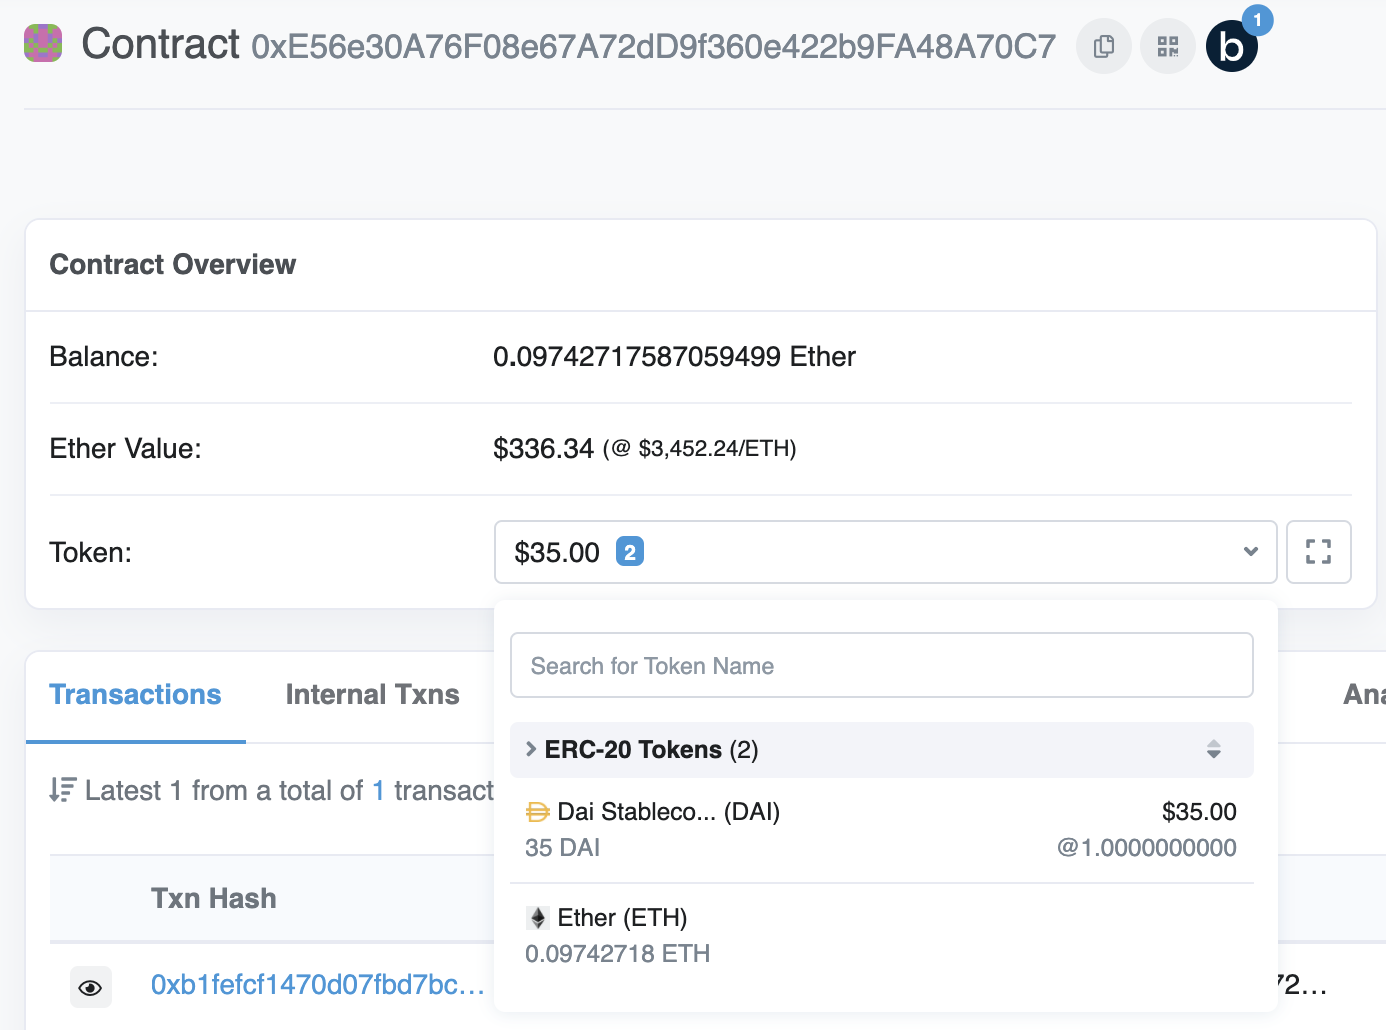 Contract 0xE56e30A76F08e67A72dD9f360e422b9FA48A70C7
b 1
Contract Overview
Balance: 0.09742717587059499 Ether
Ether Value: $336.34 (@ $3,452.24/ETH)
Token: $35.00 2
Search for Token Name
Transactions Internal Txns Ana
ERC-20 Tokens (2)
Latest 1 from a total of 1 transact
Dai Stableco... (DAI) $35.00
35 DAI @1.0000000000
Txn Hash
Ether (ETH)
0.09742718 ETH
0xb1fefcf1470d07fbd7bc... 72...